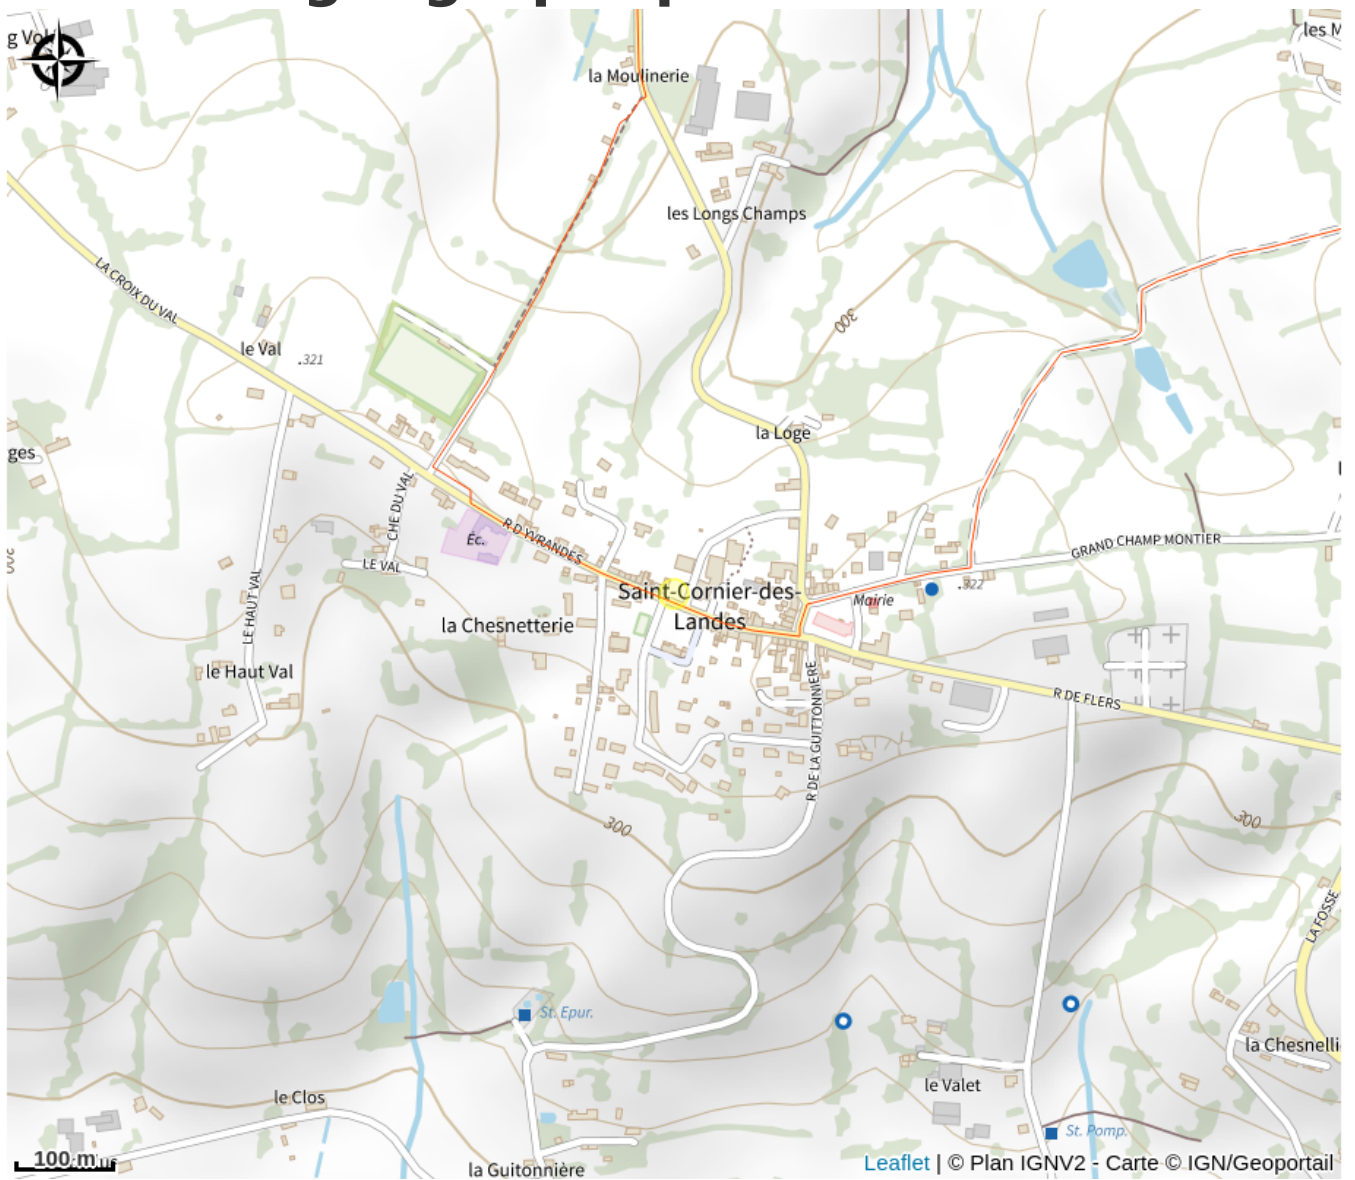 la Moulinerie
les Longs Champs
LA CROIX DU VAL
le Val
.321
300
la Loge
ges
CHE DU VAL
R D YVRANDES
Éc.
LE VAL
GRAND CHAMP MONTIER
.322
Mairie
Saint-Cornier-des-
Landes
la Chesnetterie
LE HAUT VAL
le Haut Val
R DE LA GUITTONNIERE
R DE FLERS
300
300
LA FOSSE
St. Epur.
la Chesnelli
le Valet
le Clos
St. Pomp.
100 m
la Guitonnière
Leaflet | © Plan IGNV2 - Carte © IGN/Geoportail